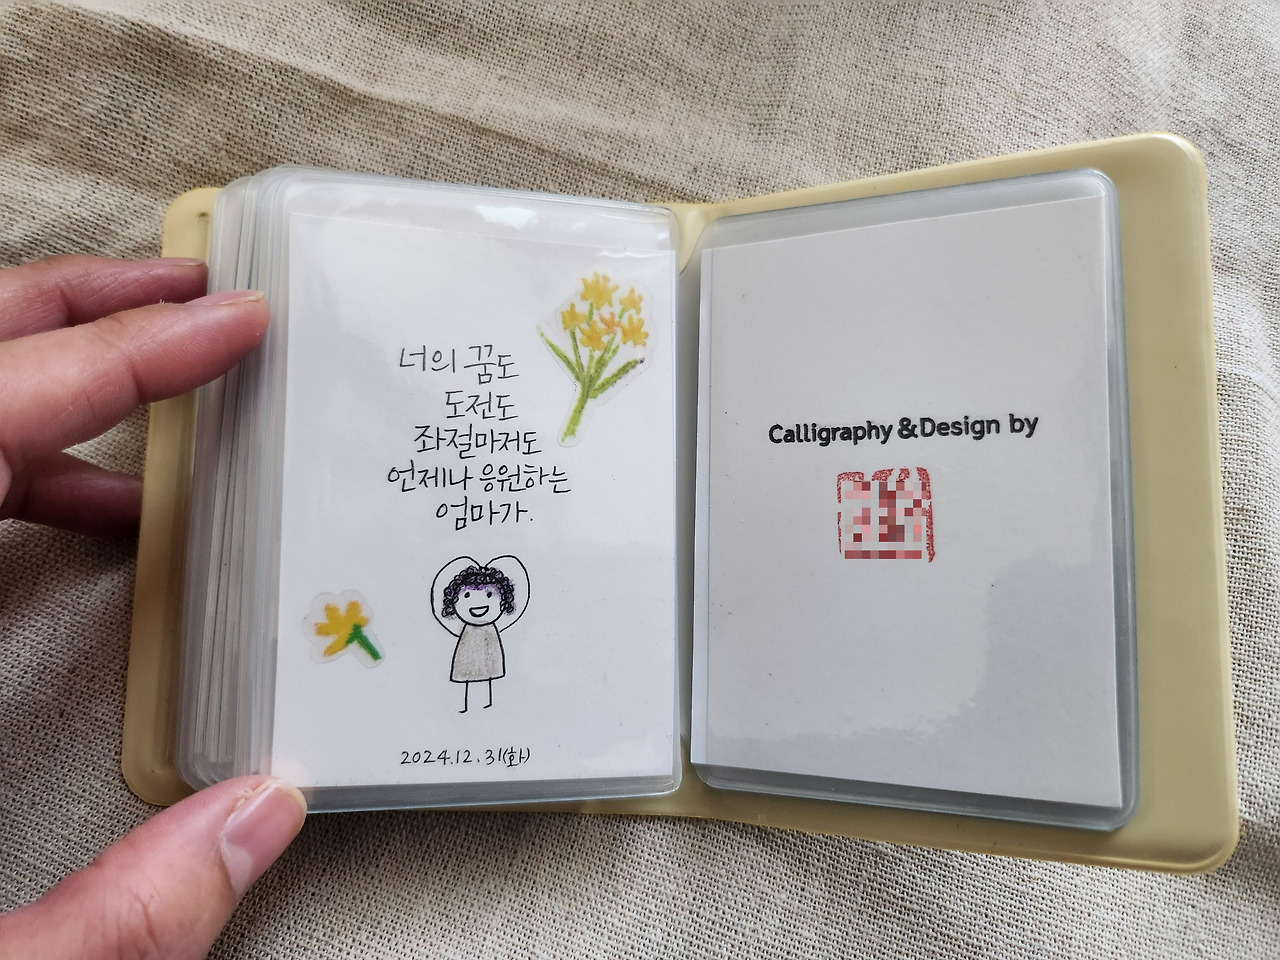 너의 꿈도
도전도
좌절마저도
언제나 응원하는
엄마가.
2024.12.31(화)
Calligraphy &Design by